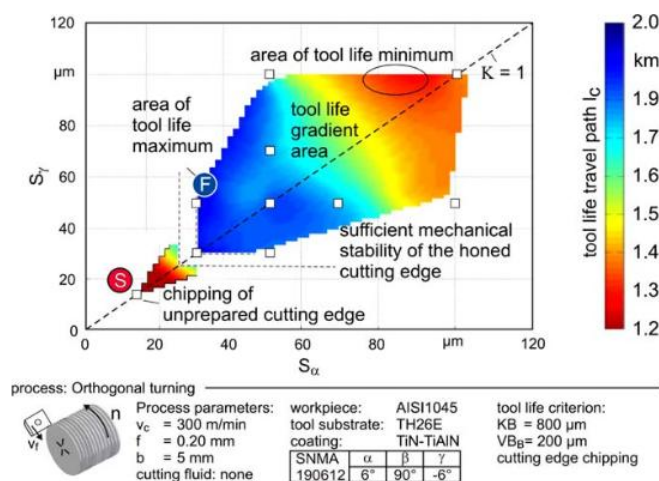 120
μm
80
60
40
20
0
Sγ
0
20
40
60
80
μm
120
Sα
area of tool life minimum
K = 1
area of
tool life
maximum
tool life
gradient
area
F
sufficient mechanical
stability of the honed
cutting edge
S
chipping of
unprepared cutting edge
2.0
km
1.8
1.7
1.6
1.5
1.4
1.3
1.2
tool life travel path lc
process: Orthogonal turning
n
vf
Process parameters:
vc = 300 m/min
f = 0.20 mm
b = 5 mm
cutting fluid: none
workpiece: AISI1045
tool substrate: TH26E
coating: TiN-TiAlN
SNMA α β γ
190612 6° 90° -6°
tool life criterion:
KB = 800 μm
VBB= 200 μm
cutting edge chipping